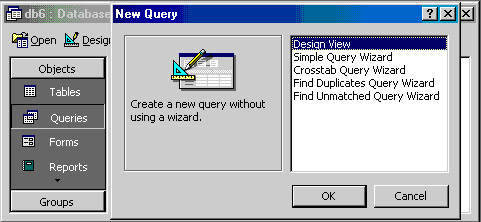 db6 : Database
Open Design
Objects
Tables
Queries
Forms
Reports
Groups
New Query
Create a new query without
using a wizard.
Design View
Simple Query Wizard
Crosstab Query Wizard
Find Duplicates Query Wizard
Find Unmatched Query Wizard
OK
Cancel